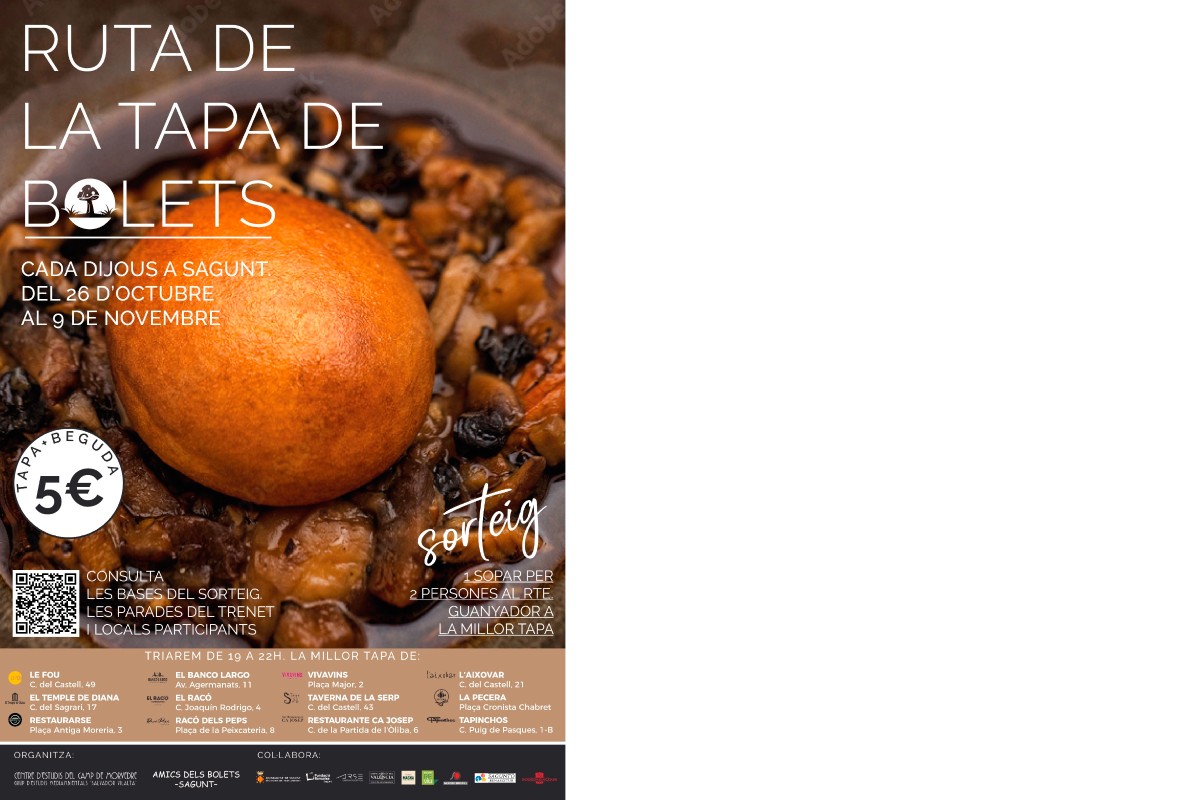 RUTA DE
LA TAPA DE
BOLETS
CADA DIJOUS A SAGUNT.
DEL 26 D'OCTUBRE
AL 9 DE NOVEMBRE
TAPA+BEGUDA
5€
sorteig
1 SOPAR PER
2 PERSONES AL RTE.
GUANYADOR A
LA MILLOR TAPA
CONSULTA
LES BASES DEL SORTEIG.
LES PARADES DEL TRENET
I LOCALS PARTICIPANTS
TRIAREM DE 19 A 22H. LA MILLOR TAPA DE:
LE FOU
C. del Castell, 49
EL TEMPLE DE DIANA
C. del Sagrari, 17
RESTAURARSE
Plaça Antiga Moreria, 3
EL BANCO LARGO
Av. Agermanats, 11
EL RACÓ
C. Joaquín Rodrigo, 4
RACÓ DELS PEPS
Plaça de la Peixcateria, 8
VIVAVINS
Plaça Major, 2
TAVERNA DE LA SERP
C. del Castell, 43
RESTAURANTE CA JOSEP
C. de la Partida de l'Òliba, 6
L'AIXOVAR
C. del Castell, 21
LA PECERA
Plaça Cronista Chabret
TAPINCHOS
C. Puig de Pasques, 1-B
ORGANITZA:
CENTRE D'ESTUDIS DEL CAMP DE MORVEDRE
GRUP D'ESTUDIS MEDIAMBIENTALS SALVADOR VILALTA
AMICS DELS BOLETS
-SAGUNT-
COL·LABORA: